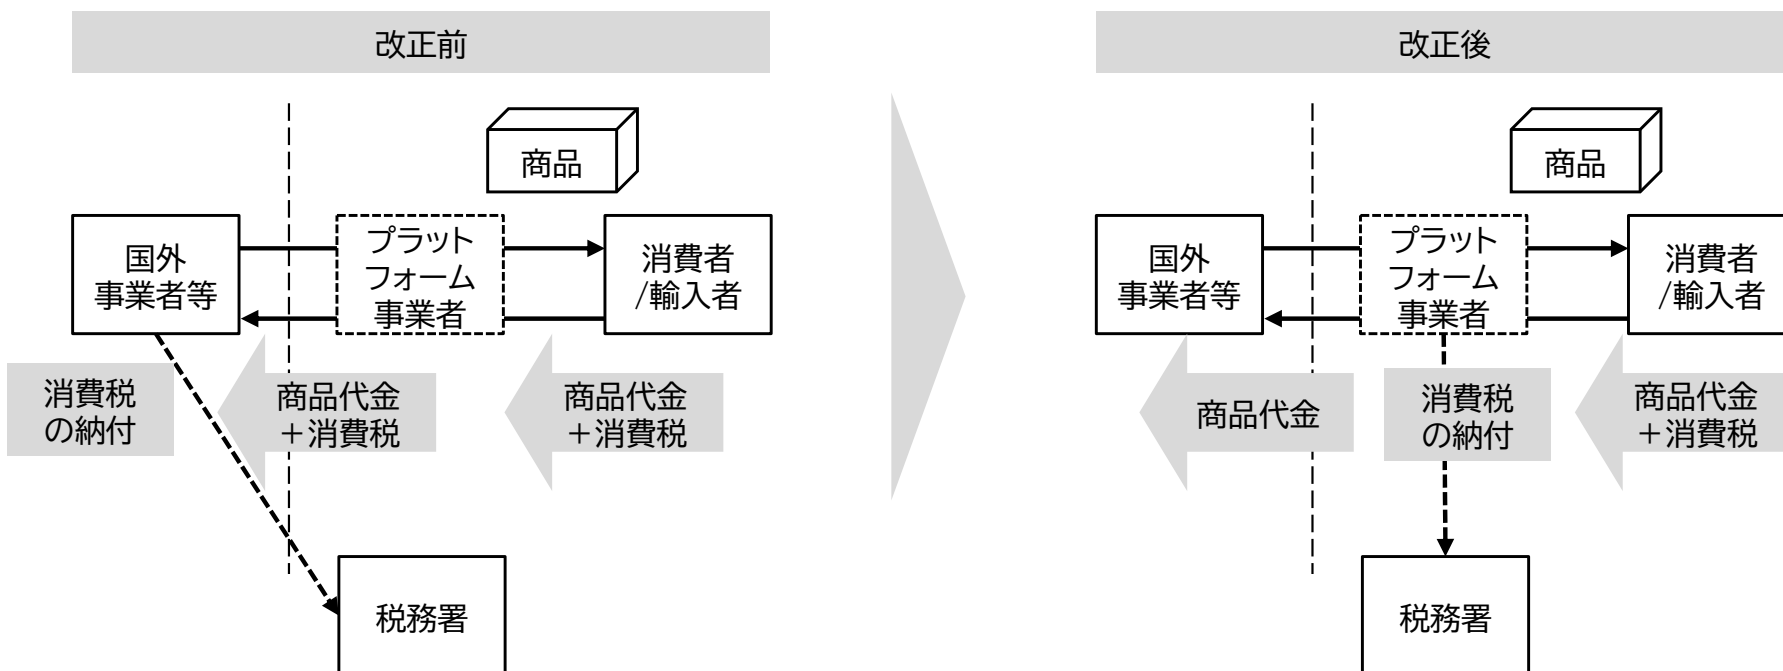 改正前
商品
国外
事業者等
プラット
フォーム
事業者
消費者
/輸入者
消費税
の納付
商品代金
＋消費税
商品代金
＋消費税
税務署
改正後
商品
国外
事業者等
プラット
フォーム
事業者
消費者
/輸入者
商品代金
消費税
の納付
商品代金
＋消費税
税務署